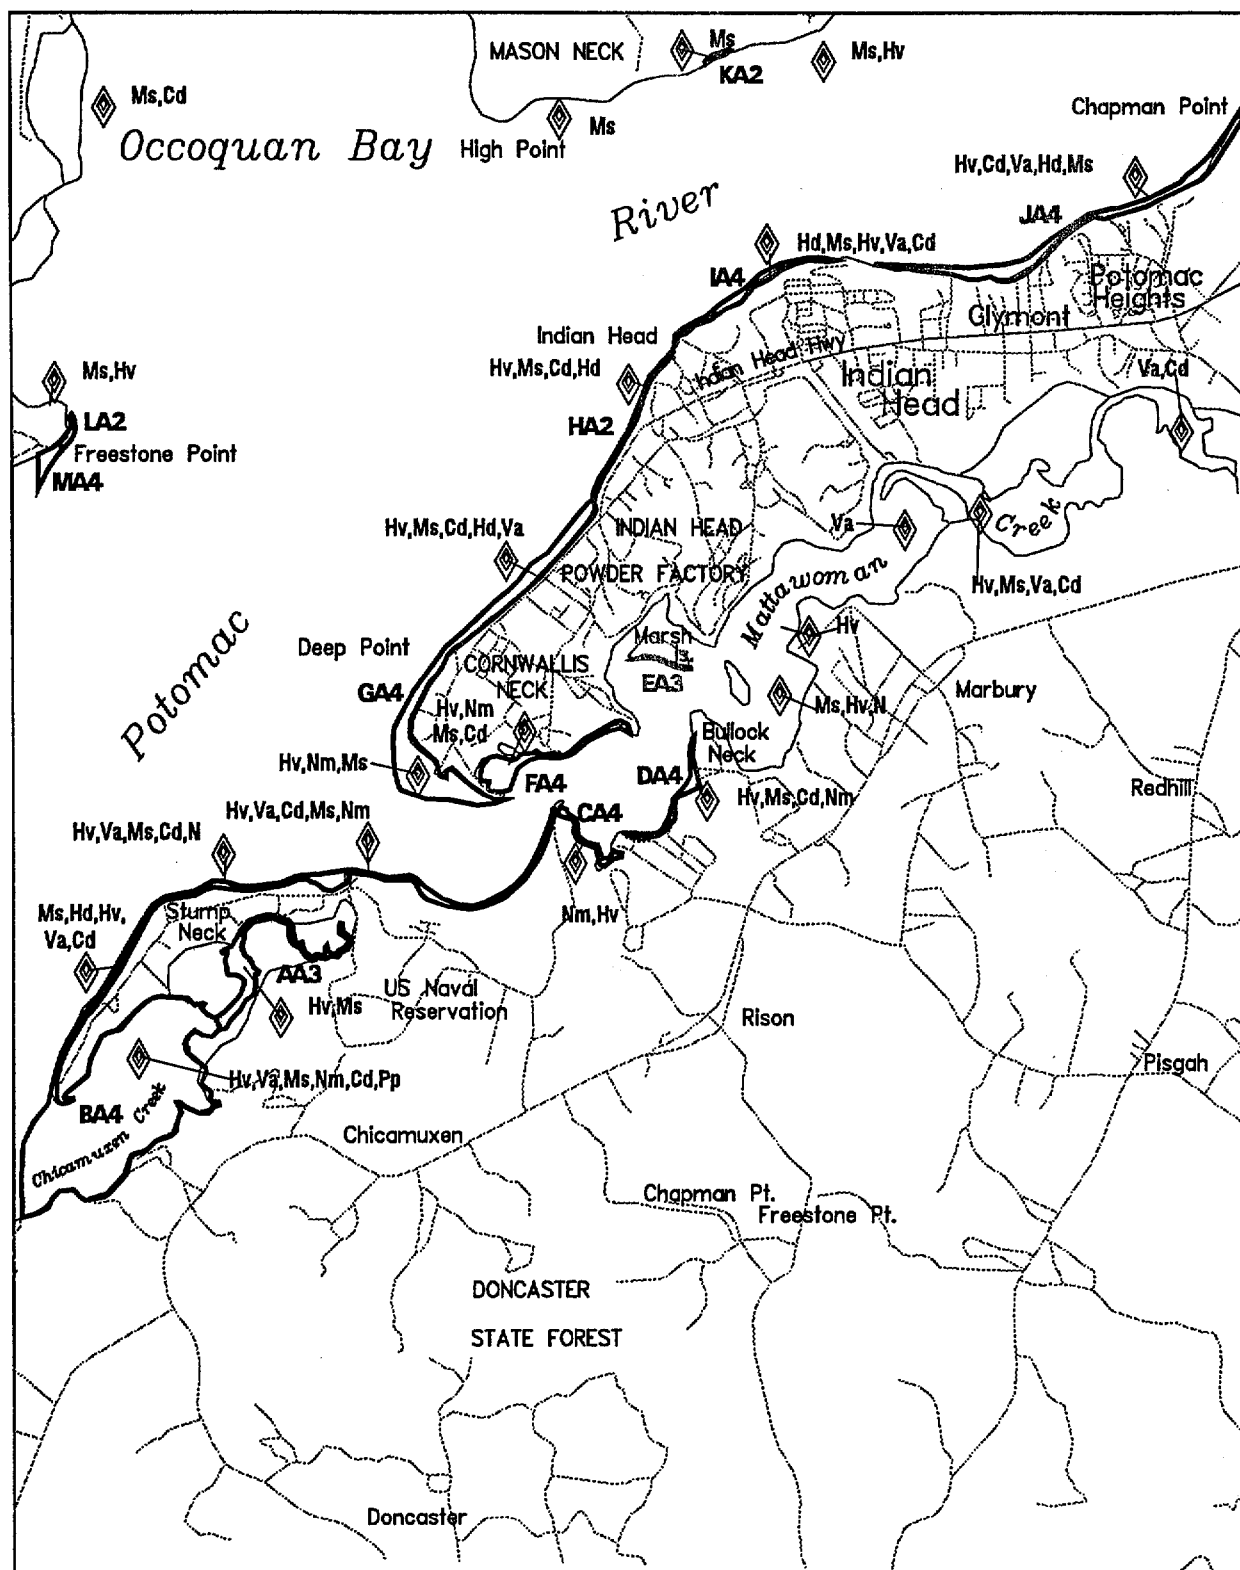 Ms
MASON NECK
Ms,Hv
KA2
Ms,Cd
Chapman Point
Ms
Occoquan Bay
High Point
Hv,Cd,Va,Hd,Ms
River
JA4
Hd,Ms,Hv,Va,Cd
IA4
Potomac
Heights
Glymont
Indian Head
Indian Head Hwy
Hv,Ms,Cd,Hd
Ms,Hv
Indian
Head
Va,Cd
LA2
HA2
Freestone Point
MA4
Hv,Ms,Cd,Hd,Va
INDIAN HEAD
POWDER FACTORY
Va
Creek
Mattawoman
Hv,Ms,Va,Cd
Potomac
Hv
Marsh
Deep Point
CORNWALLIS
NECK
EA3
GA4
Marbury
Hv,Nm
Ms,Cd
Ms,Hv,N
Bullock
Neck
Hv,Nm,Ms
FA4
DA4
Redhill
Hv,Ms,Cd,Nm
CA4
Hv,Va,Cd,Ms,Nm
Hv,Va,Ms,Cd,N
Ms,Hd,Hv,
Va,Cd
Stump
Neck
Nm,Hv
AA3
US Naval
Reservation
Hv,Ms
Rison
Pisgah
Hv,Va,Ms,Nm,Cd,Pp
BA4
Chicamuxen Creek
Chicamuxen
Chapman Pt.
Freestone Pt.
DONCASTER
STATE FOREST
Doncaster